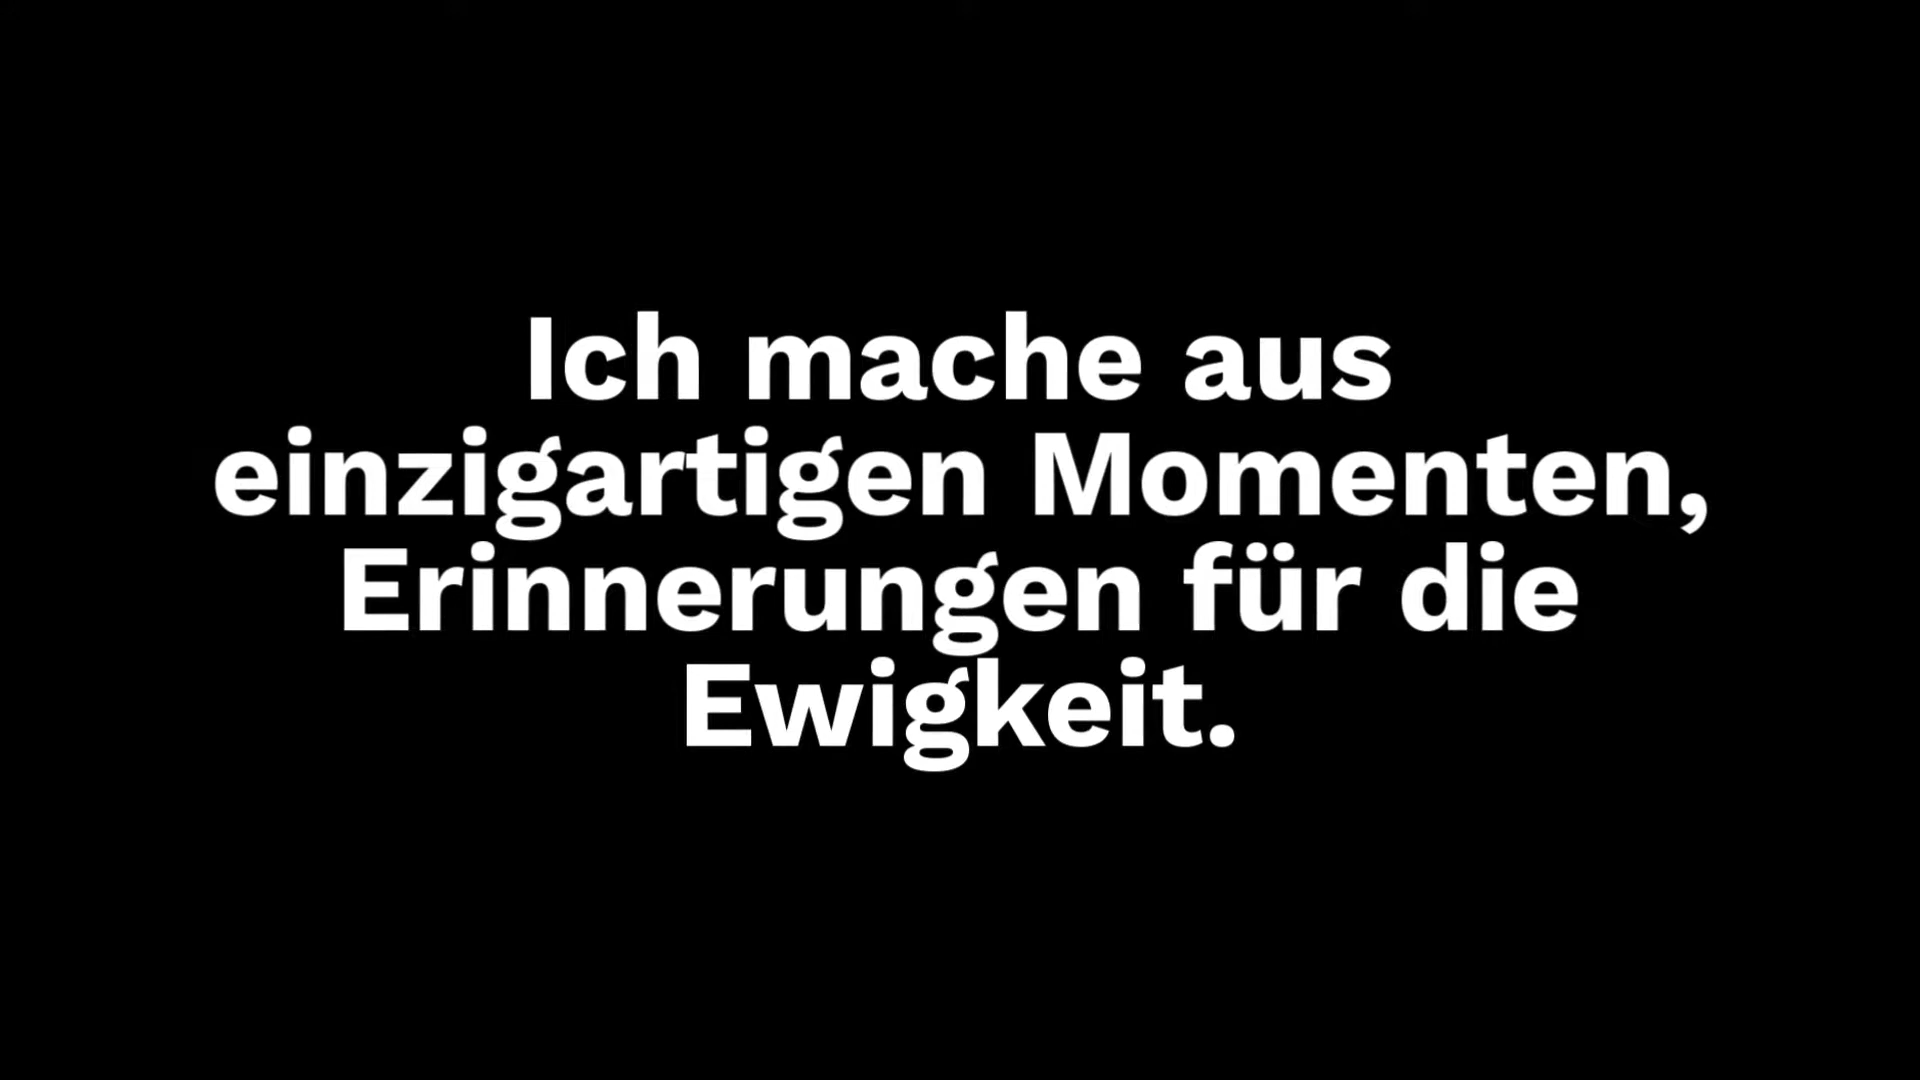 Ich mache aus
einzigartigen Momenten,
Erinnerungen für die
Ewigkeit.